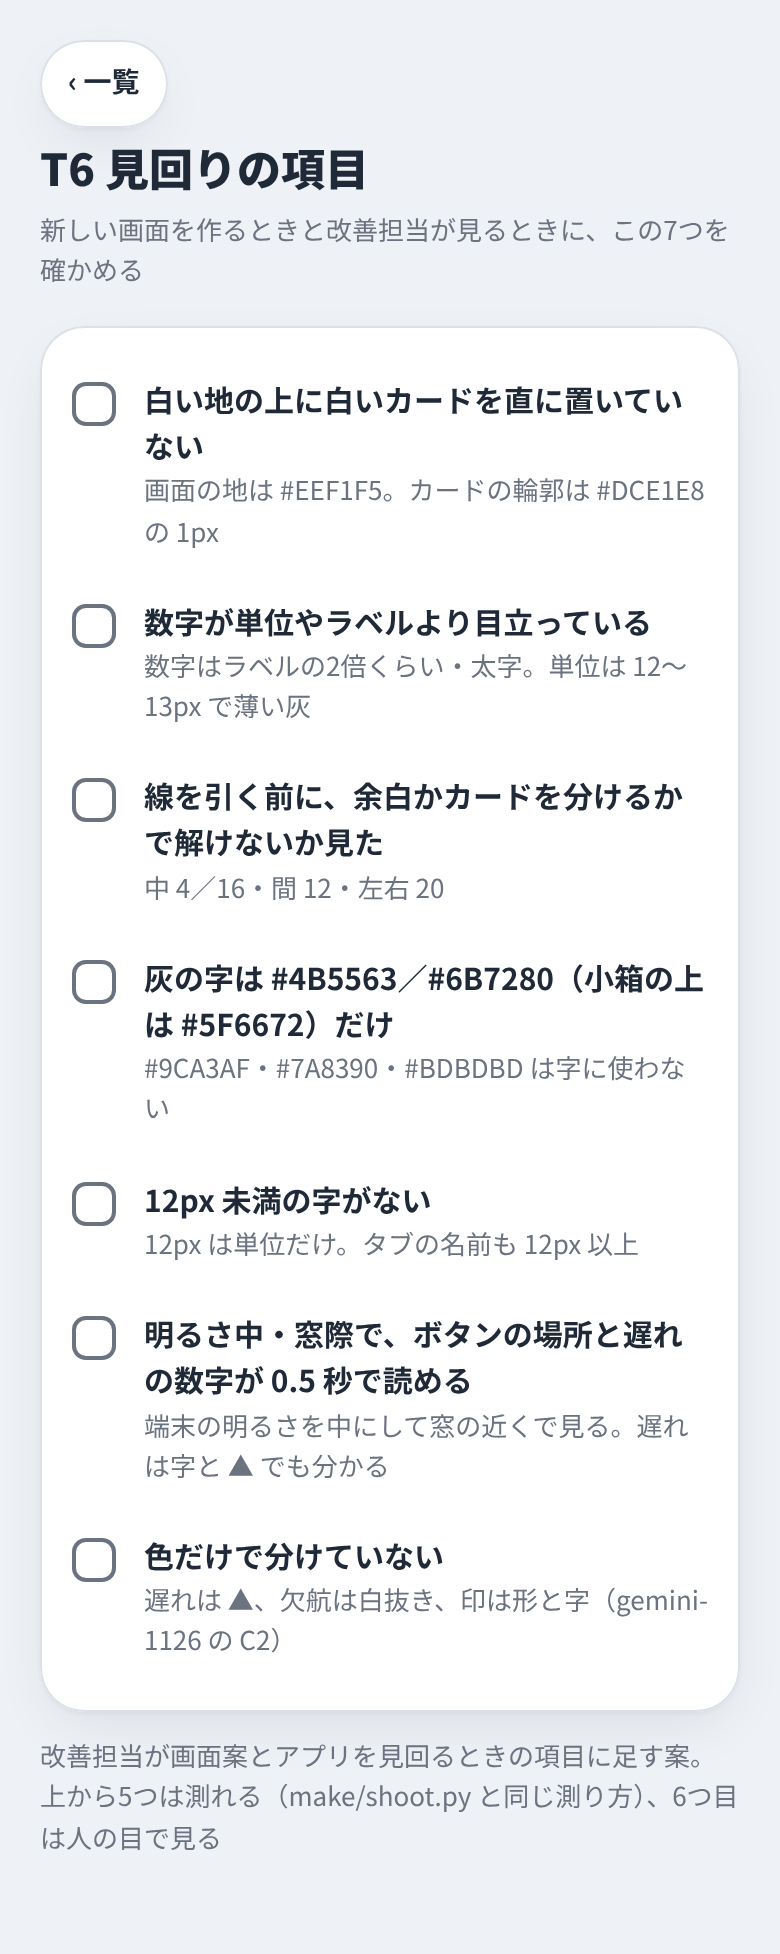 ‹ 一覧
T6 見回りの項目
新しい画面を作るときと改善担当が見るときに、この7つを
確かめる
白い地の上に白いカードを直に置いてい
ない
画面の地は #EEF1F5。カードの輪郭は #DCE1E8
の 1px
数字が単位やラベルより目立っている
数字はラベルの2倍くらい・太字。単位は 12〜
13px で薄い灰
線を引く前に、余白かカードを分けるか
で解けないか見た
中 4／16・間 12・左右 20
灰の字は #4B5563／#6B7280（小箱の上
は #5F6672）だけ
#9CA3AF・#7A8390・#BDBDBD は字に使わな
い
12px 未満の字がない
12px は単位だけ。タブの名前も 12px 以上
明るさ中・窓際で、ボタンの場所と遅れ
の数字が 0.5 秒で読める
端末の明るさを中にして窓の近くで見る。遅れ
は字と ▲ でも分かる
色だけで分けていない
遅れは ▲、欠航は白抜き、印は形と字（gemini-
1126 の C2）
改善担当が画面案とアプリを見回るときの項目に足す案。
上から5つは測れる（make/shoot.py と同じ測り方）、6つ目
は人の目で見る